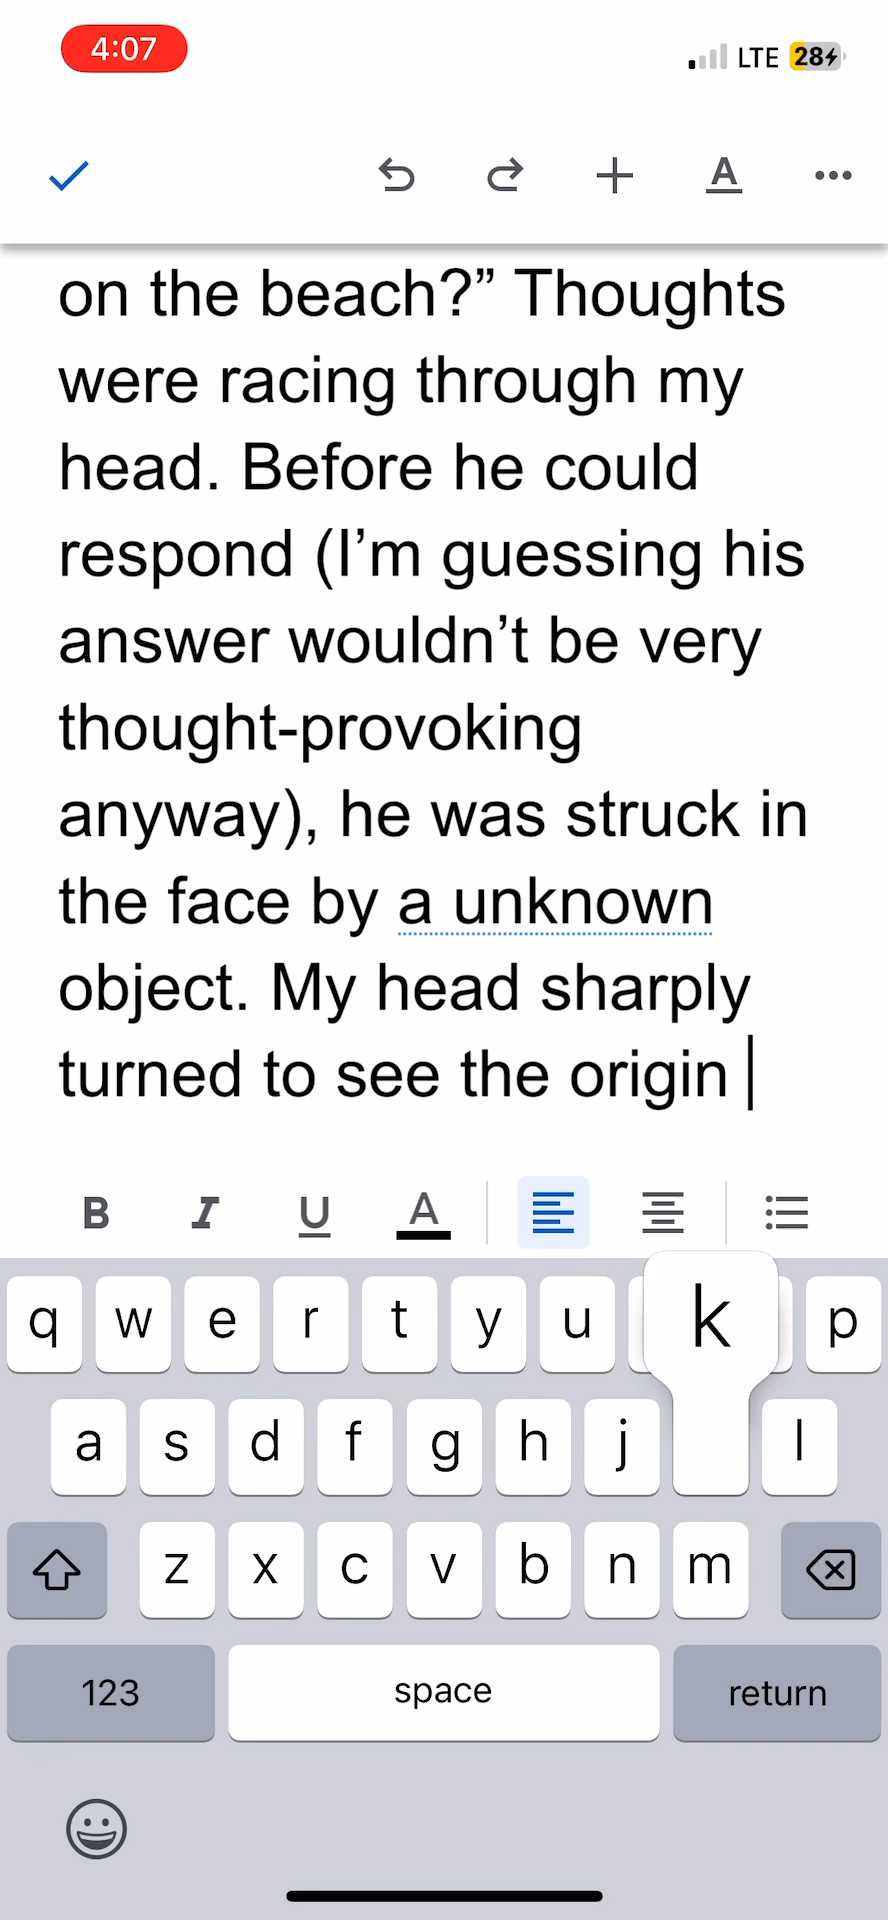 4:07
LTE 28
A
on the beach?” Thoughts
were racing through my
head. Before he could
respond (I’m guessing his
answer wouldn’t be very
thought-provoking
anyway), he was struck in
the face by a unknown
object. My head sharply
turned to see the origin
B I U A
q w e r t y u k p
a s d f g h j l
z x c v b n m
123 space return